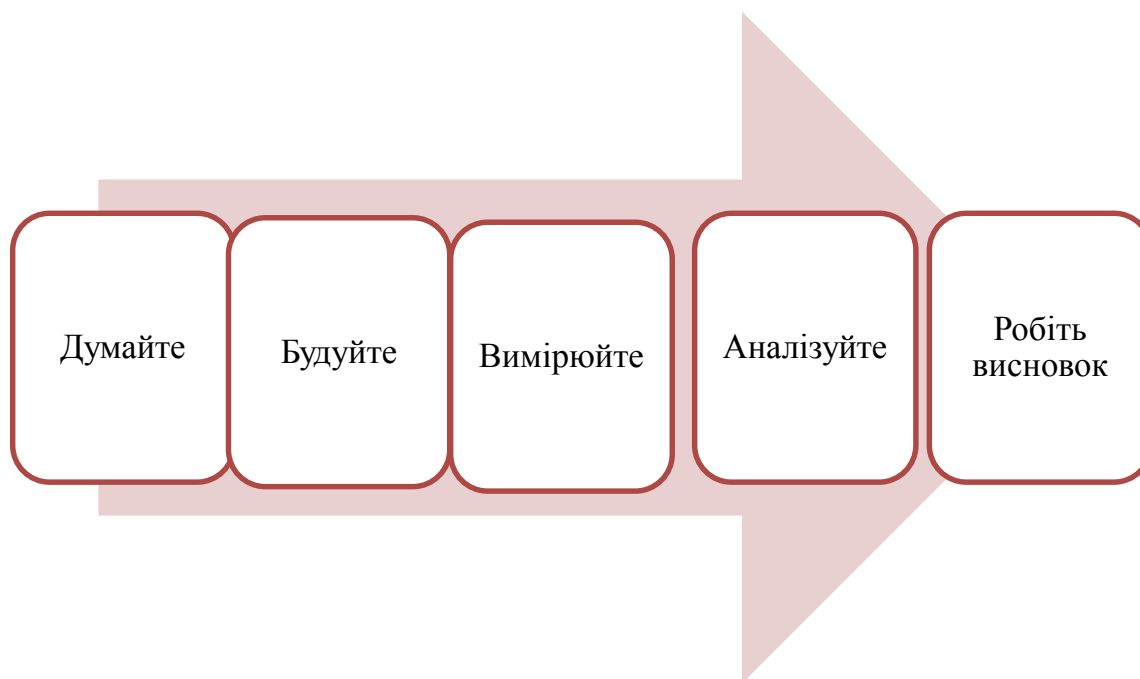 Думайте
Будуйте
Вимірюйте
Аналізуйте
Робіть
висновок